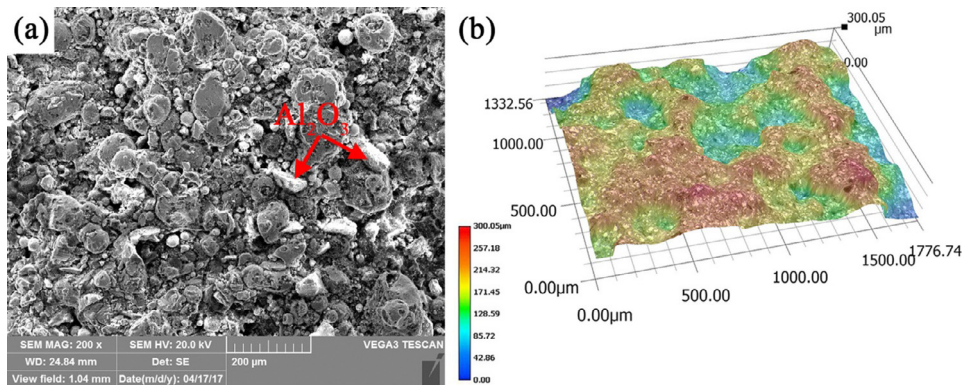 (a)
Al₂O₃
SEM MAG: 200 x
SEM HV: 20.0 kV
VEGA3 TESCAN
WD: 24.84 mm
Det: SE
200 μm
View field: 1.04 mm
Date(m/d/y): 04/17/17
(b)
300.05
μm
0.00
1332.56
1000.00
500.00
0.00μm
0.00μm
500.00
1000.00
1500.00
1776.74
300.05μm
257.18
214.32
171.45
128.59
85.72
42.86
0.00